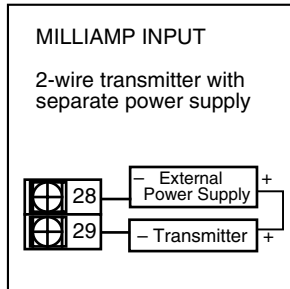 MILLIAMP INPUT
2-wire transmitter with
separate power supply
28
– External +
Power Supply
29
– Transmitter +